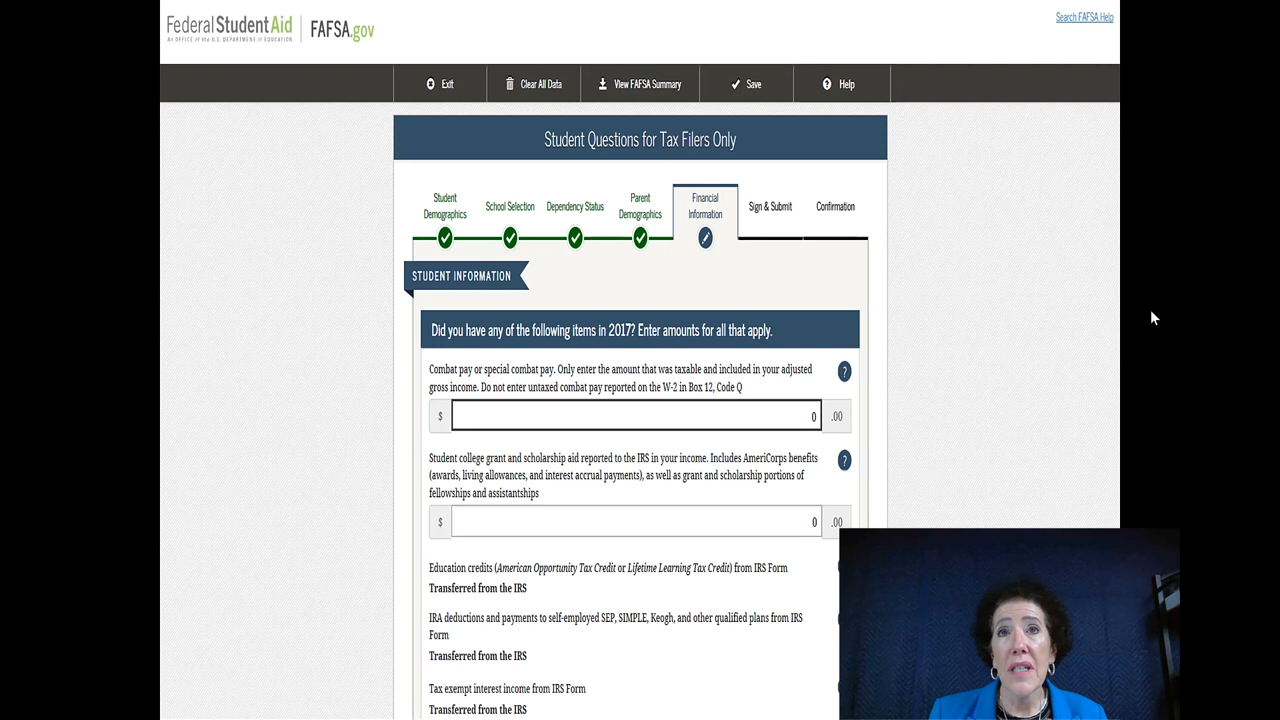 Federal Student Aid
An OFFICE of the U.S. DEPARTMENT of EDUCATION
FAFSA.gov
Search FAFSA Help
Exit
Clear All Data
View FAFSA Summary
Save
Help
Student Questions for Tax Filers Only
Student
Demographics
School Selection
Dependency Status
Parent
Demographics
Financial
Information
Sign & Submit
Confirmation
STUDENT INFORMATION
Did you have any of the following items in 2017? Enter amounts for all that apply.
Combat pay or special combat pay. Only enter the amount that was taxable and included in your adjusted
gross income. Do not enter untaxed combat pay reported on the W-2 in Box 12, Code Q
?
$ 0 .00
Student college grant and scholarship aid reported to the IRS in your income. Includes AmeriCorps benefits
(awards, living allowances, and interest accrual payments), as well as grant and scholarship portions of
fellowships and assistantships
?
$ 0 .00
Education credits (American Opportunity Tax Credit or Lifetime Learning Tax Credit) from IRS Form
Transferred from the IRS
IRA deductions and payments to self-employed SEP, SIMPLE, Keogh, and other qualified plans from IRS
Form
Transferred from the IRS
Tax exempt interest income from IRS Form
Transferred from the IRS